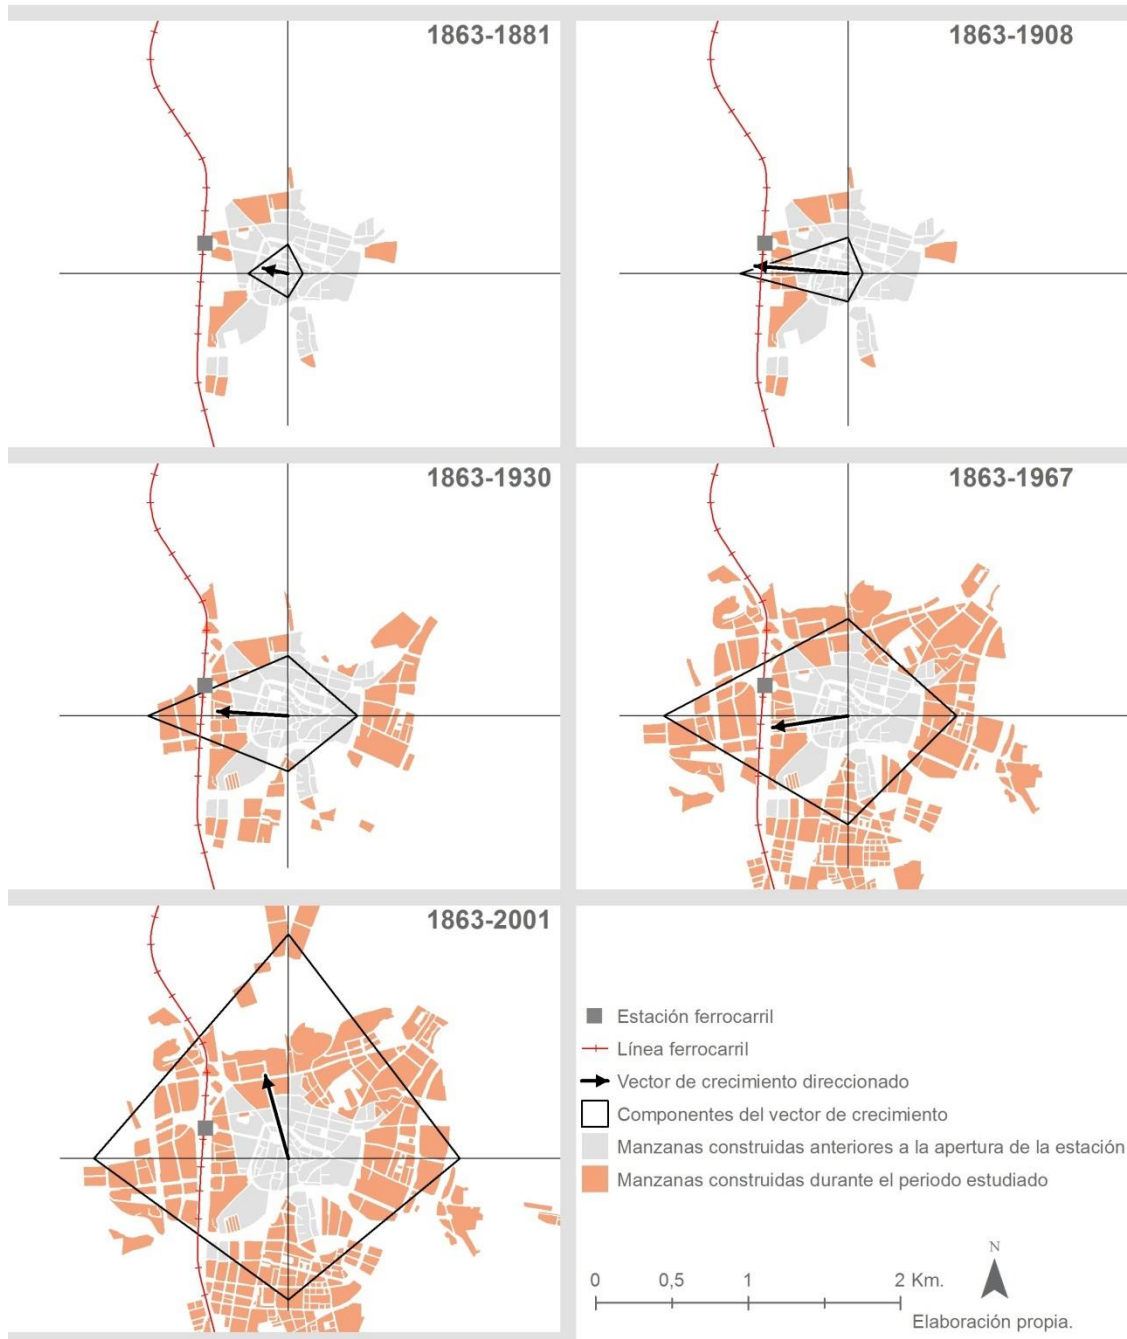 1863-1881
1863-1908
1863-1930
1863-1967
1863-2001
Estación ferrocarril
Línea ferrocarril
Vector de crecimiento direccionado
Componentes del vector de crecimiento
Manzanas construidas anteriores a la apertura de la estación
Manzanas construidas durante el periodo estudiado
N
0 0,5 1 2 Km.
Elaboración propia.